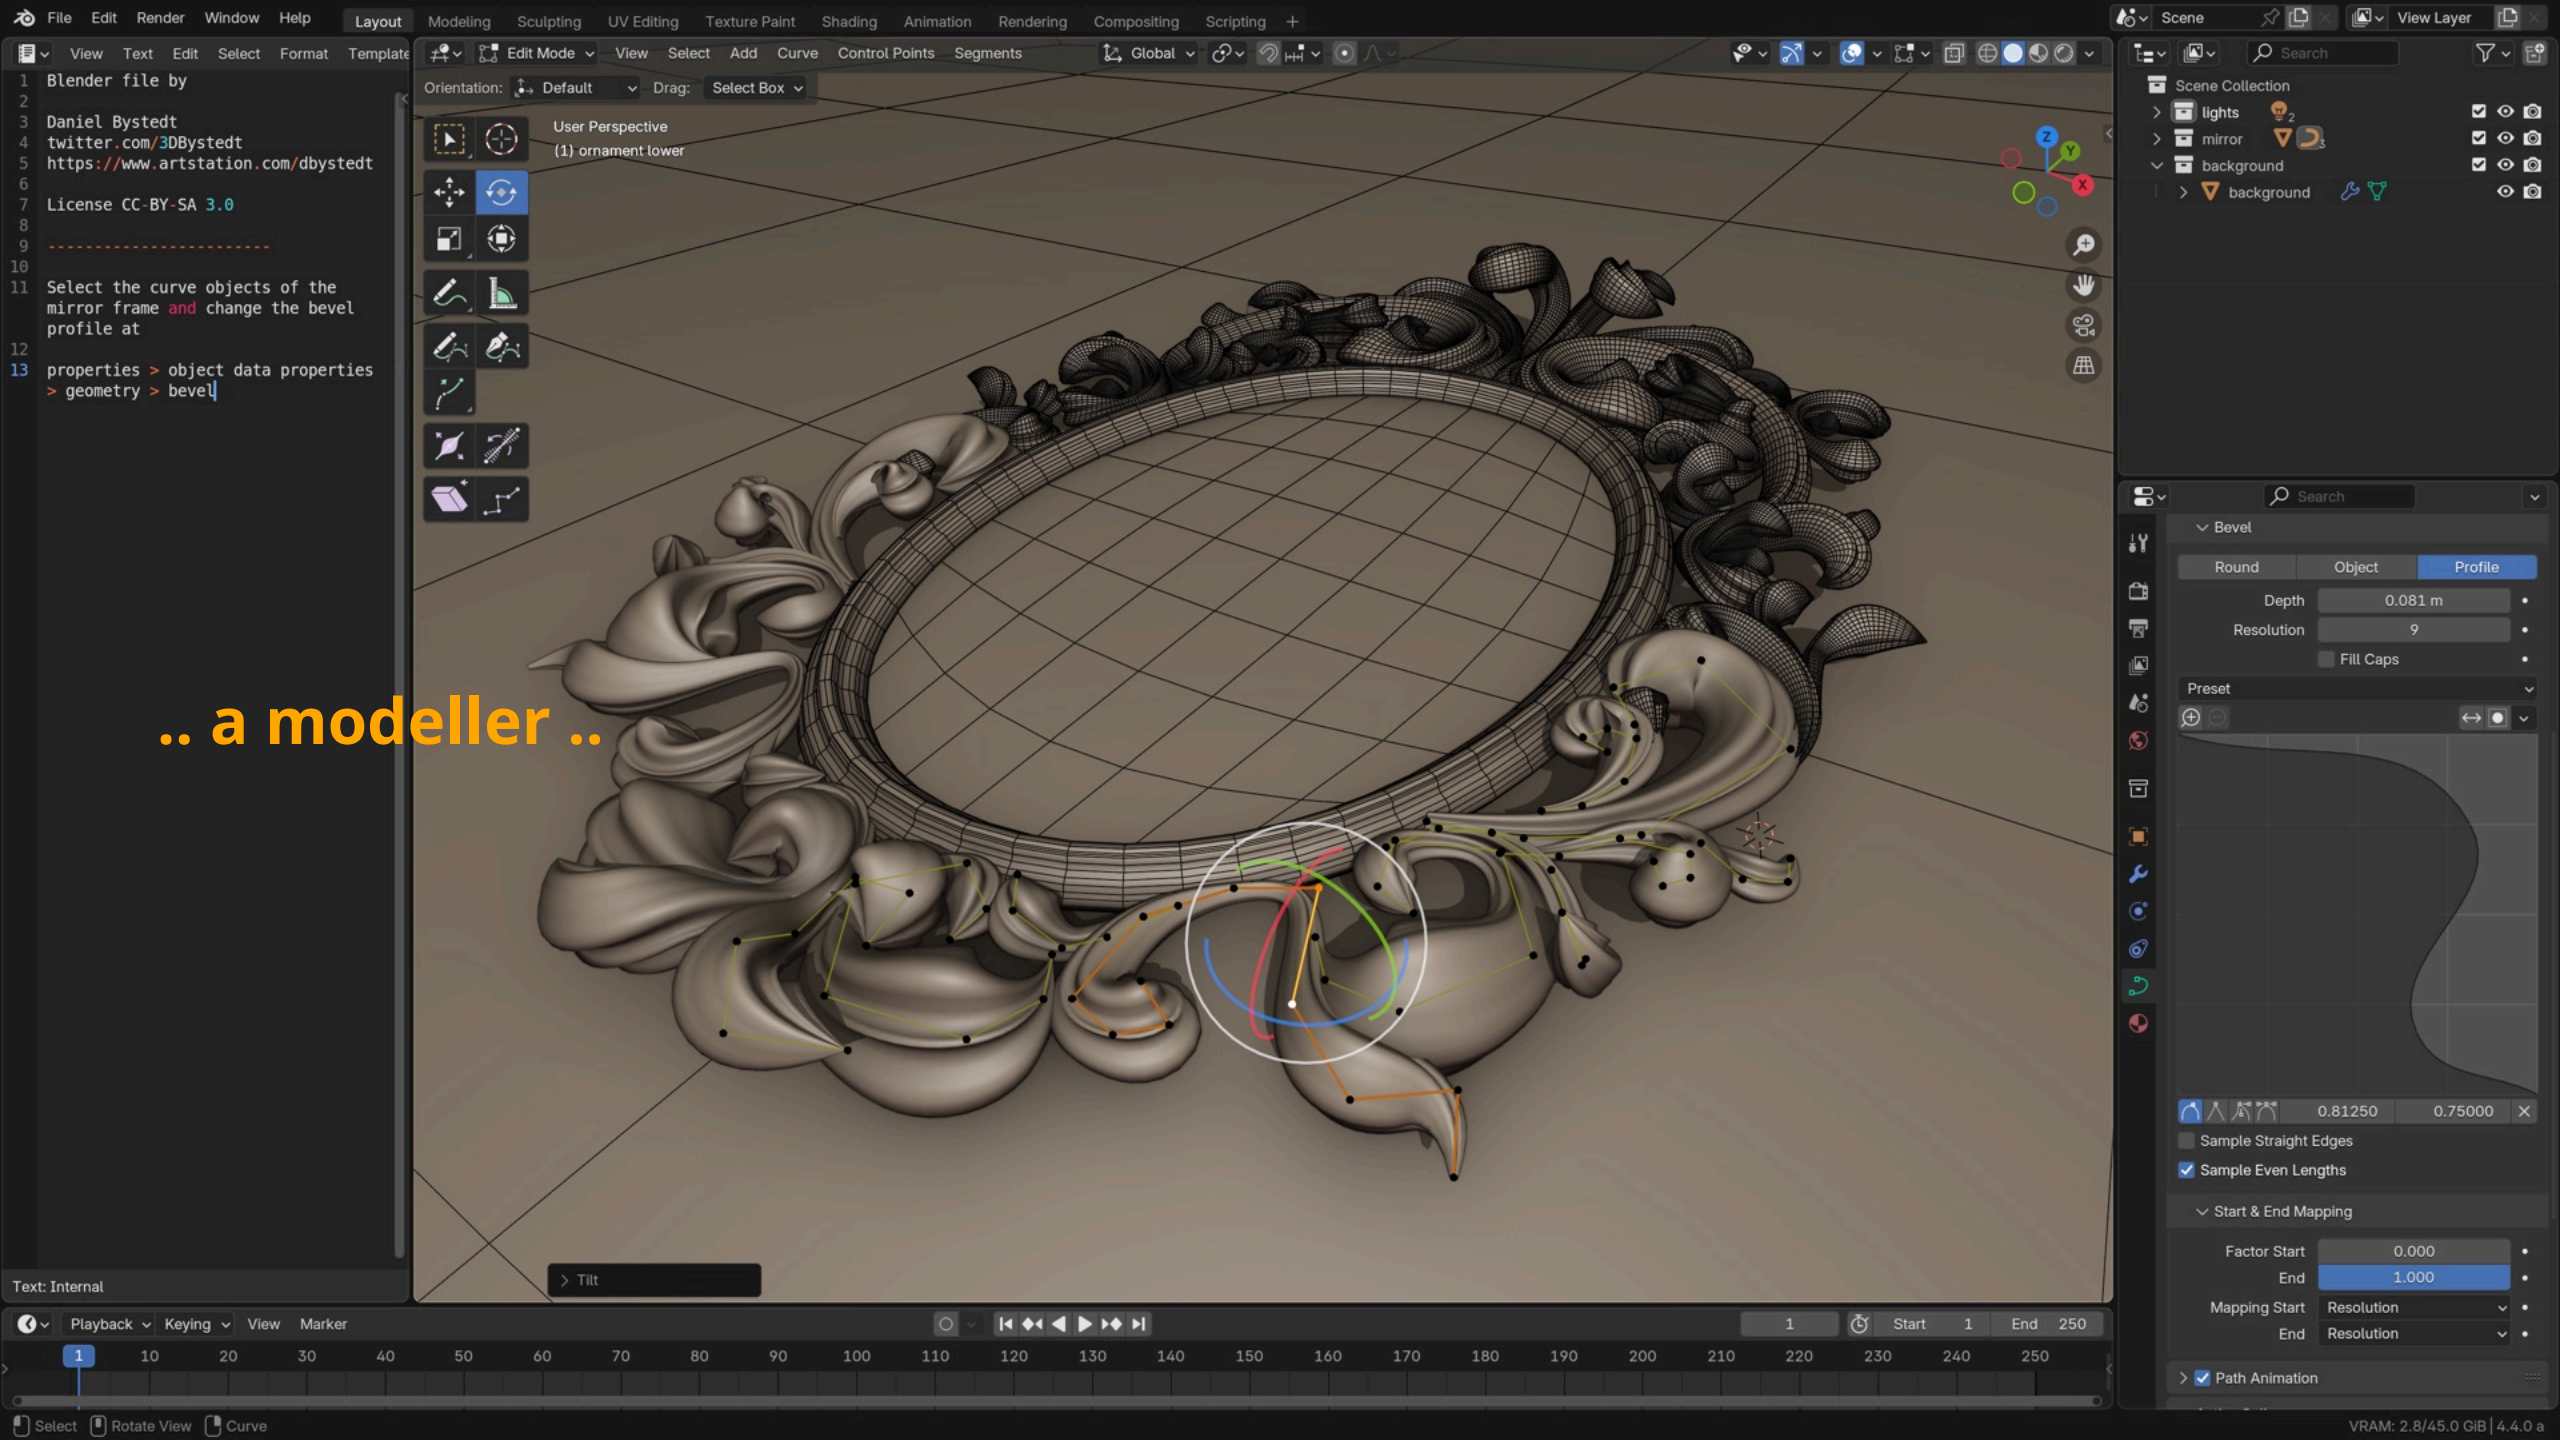 File Edit Render Window Help Layout Modeling Sculpting UV Editing Texture Paint Shading Animation Rendering Compositing Scripting + Scene View Layer
View Text Edit Select Format Template
Edit Mode View Select Add Curve Control Points Segments Global
Search
Orientation: Default Drag: Select Box
1 Blender file by
2
3 Daniel Bystedt
4 twitter.com/3DBystedt
5 https://www.artstation.com/dbystedt
6
7 License CC-BY-SA 3.0
8
9 ------------------------
10
11 Select the curve objects of the
mirror frame and change the bevel
profile at
12
13 properties > object data properties
> geometry > bevel
Text: Internal
User Perspective
(1) ornament lower
Z
Y
X
.. a modeller ..
Tilt
Scene Collection
lights 2
mirror 3
background
background
Search
Bevel
Round Object Profile
Depth 0.081 m
Resolution 9
Fill Caps
Preset
0.81250 0.75000
Sample Straight Edges
Sample Even Lengths
Start & End Mapping
Factor Start 0.000
End 1.000
Mapping Start Resolution
End Resolution
Path Animation
Playback Keying View Marker
1 Start 1 End 250
1 10 20 30 40 50 60 70 80 90 100 110 120 130 140 150 160 170 180 190 200 210 220 230 240 250
Select Rotate View Curve
VRAM: 2.8/45.0 GiB | 4.4.0 a